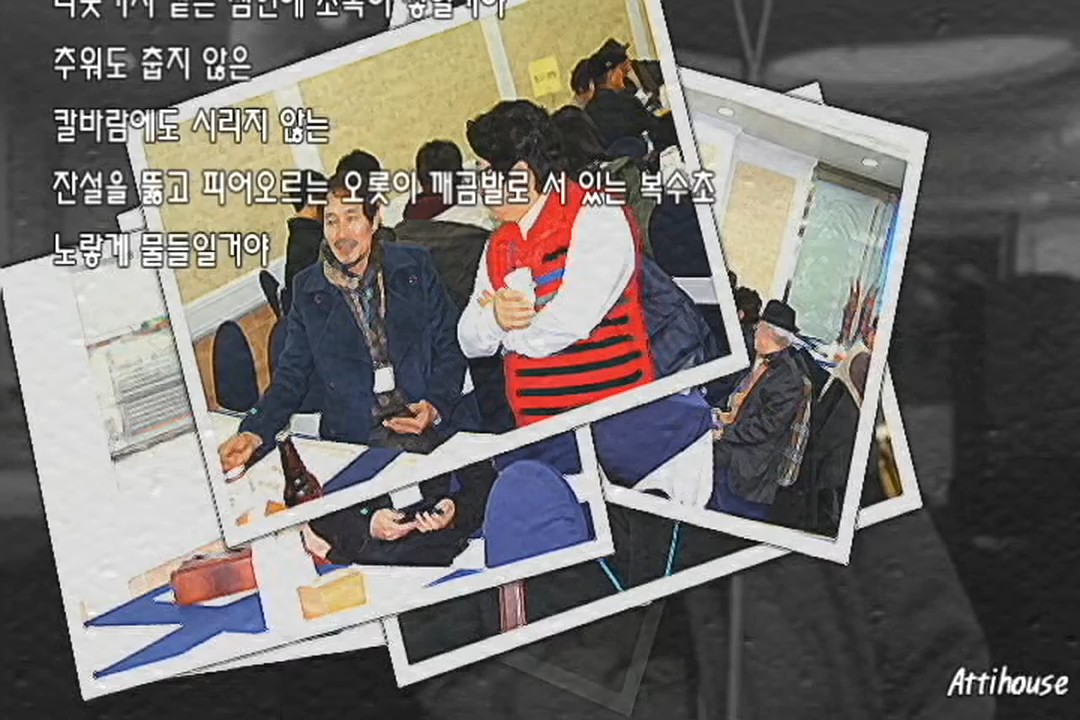 추워도 춥지 않은
칼바람에도 시리지 않는
잔설을 뚫고 피어오르는 오롯이 깨금발로 서 있는 복수초
노랗게 물들일거야
Attihouse